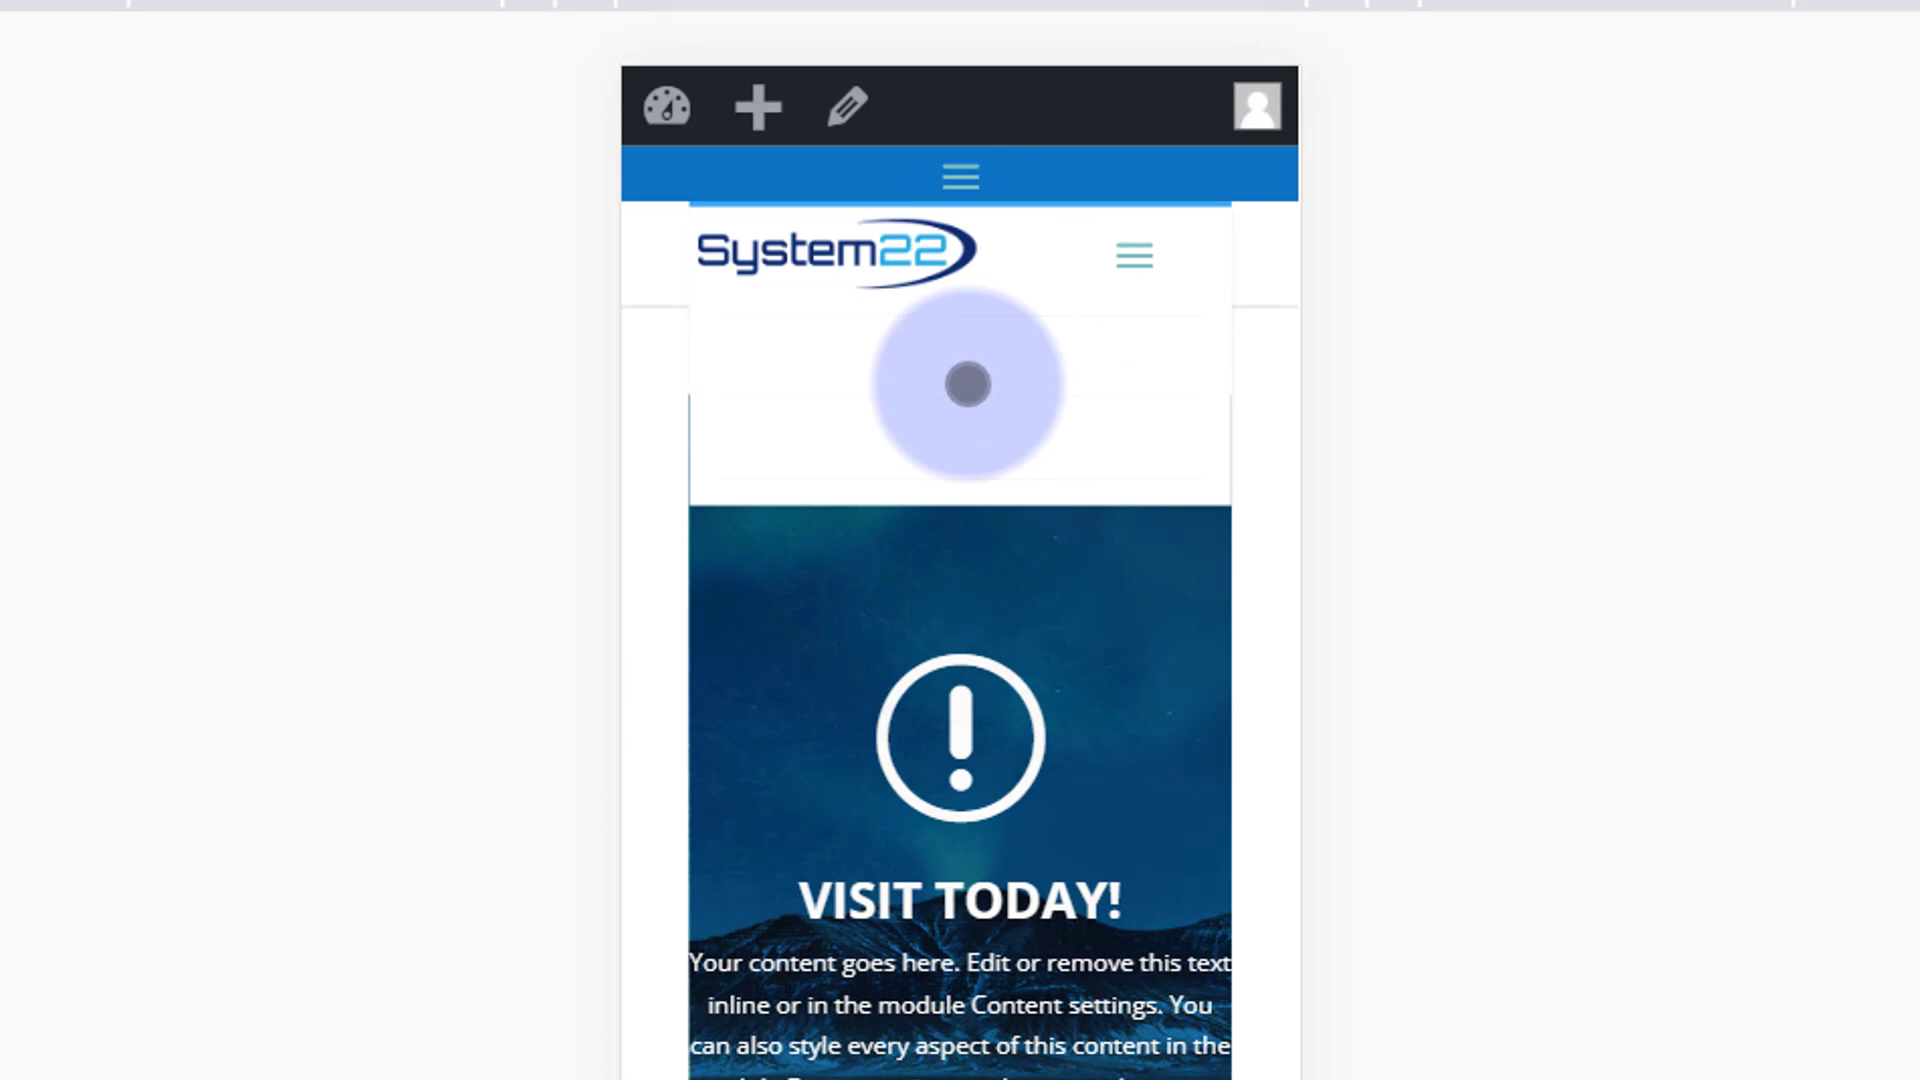 System22
VISIT TODAY!
Your content goes here. Edit or remove this text
inline or in the module Content settings. You
can also style every aspect of this content in the